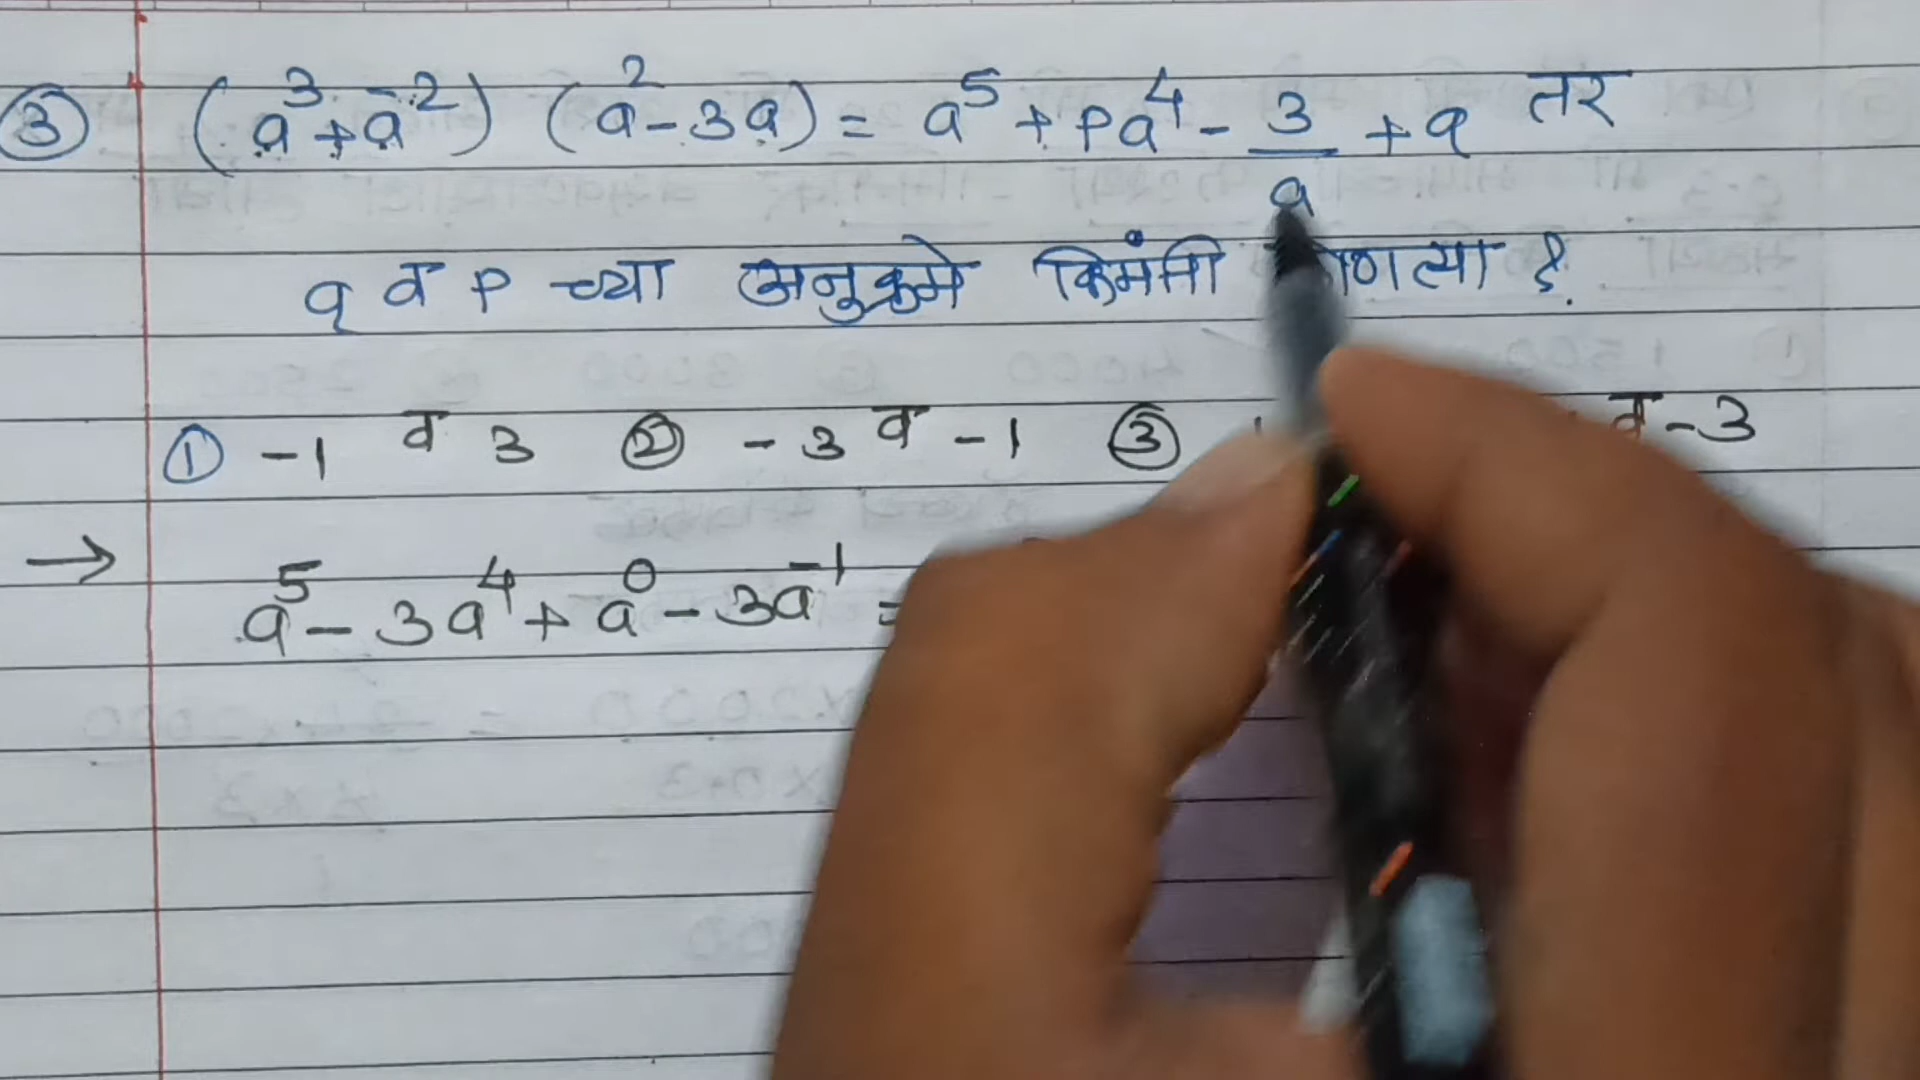 ③ (a³+a⁻²) (a²-3a) = a⁵ + Pa⁴ - 3/a + q तर
q व P च्या अनुक्रमे किंमती त्या ?
① -1 व 3 ② -3 व -1 ③ व -3
→ a⁵ - 3a⁴ + a⁰ - 3a⁻¹ =